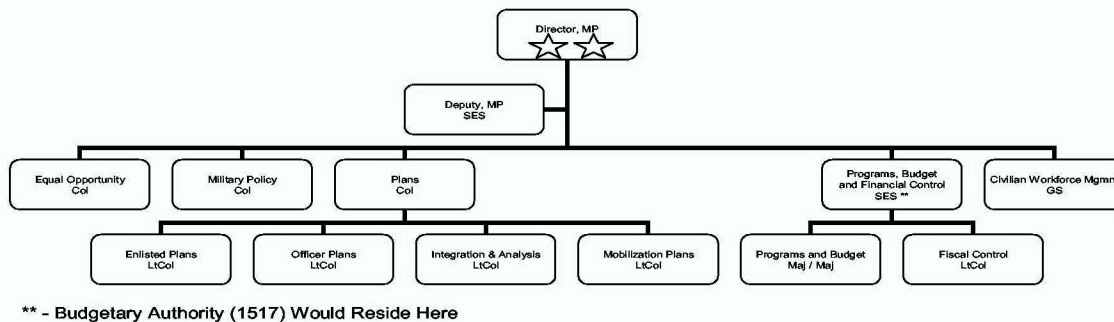 Director, MP
Deputy, MP
SES
Equal Opportunity
Col
Military Policy
Col
Plans
Col
Programs, Budget
and Financial Control
SES **
Civilian Workforce Mgmn
GS
Enlisted Plans
LtCol
Officer Plans
LtCol
Integration & Analysis
LtCol
Mobilization Plans
LtCol
Programs and Budget
Maj / Maj
Fiscal Control
LtCol
** - Budgetary Authority (1517) Would Reside Here